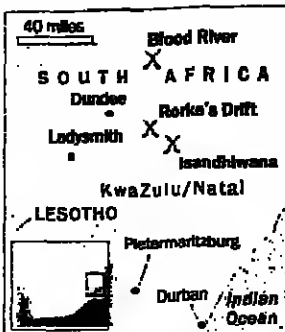 40 miles
Blood River
SOUTH AFRICA
Dundee
Rorke's Drift
Ladysmith
Isandhlwana
KwaZulu/Natal
LESOTHO
Pietermaritzburg
Durban
Indian
Ocean